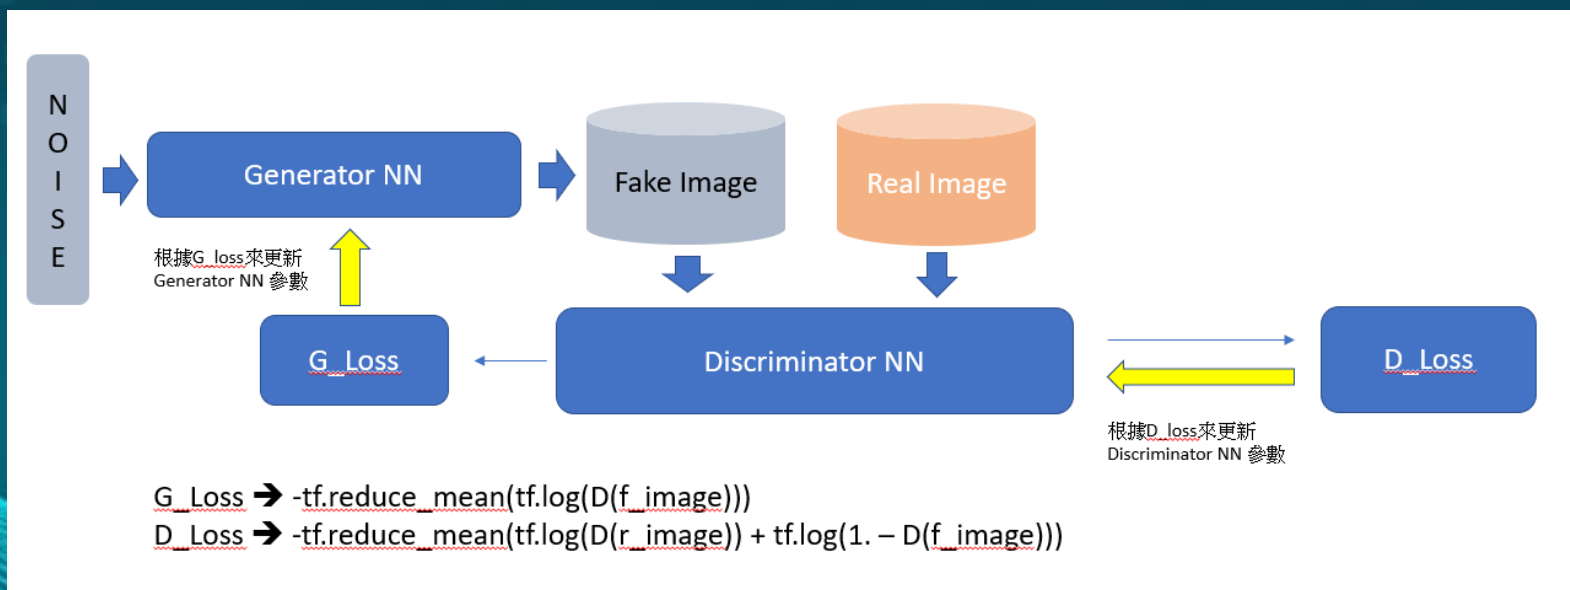 NOISE
Generator NN
Fake Image
Real Image
根據G_loss來更新
Generator NN 參數
G_Loss
Discriminator NN
D_Loss
根據D_loss來更新
Discriminator NN 參數
G_Loss ➔ -tf.reduce_mean(tf.log(D(f_image)))
D_Loss ➔ -tf.reduce_mean(tf.log(D(r_image)) + tf.log(1. – D(f_image)))